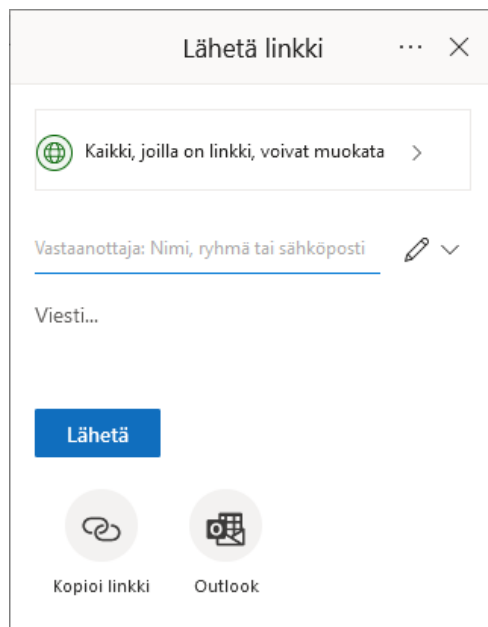 Lähetä linkki
Kaikki, joilla on linkki, voivat muokata
Vastaanottaja: Nimi, ryhmä tai sähköposti
Viesti...
Lähetä
Kopioi linkki
Outlook